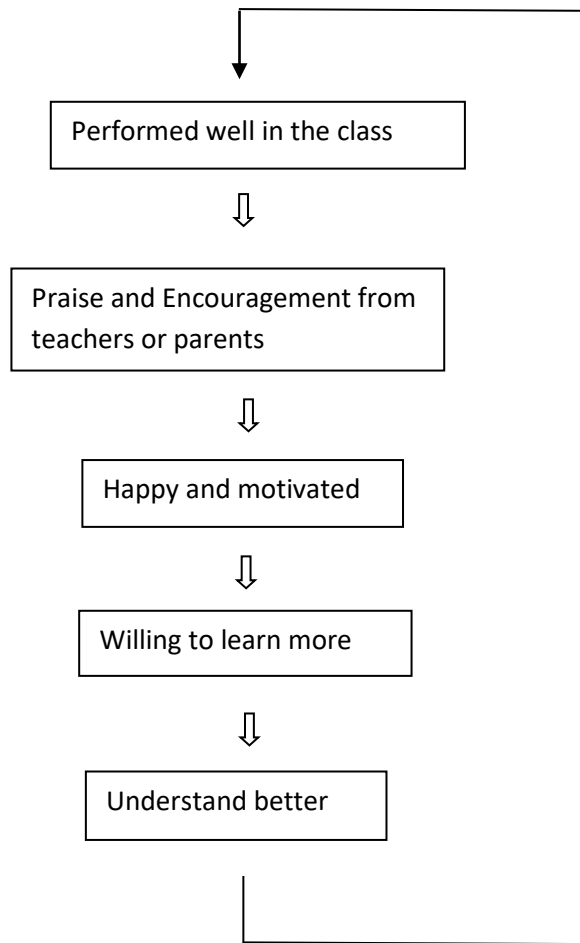 Performed well in the class
Praise and Encouragement from
teachers or parents
Happy and motivated
Willing to learn more
Understand better